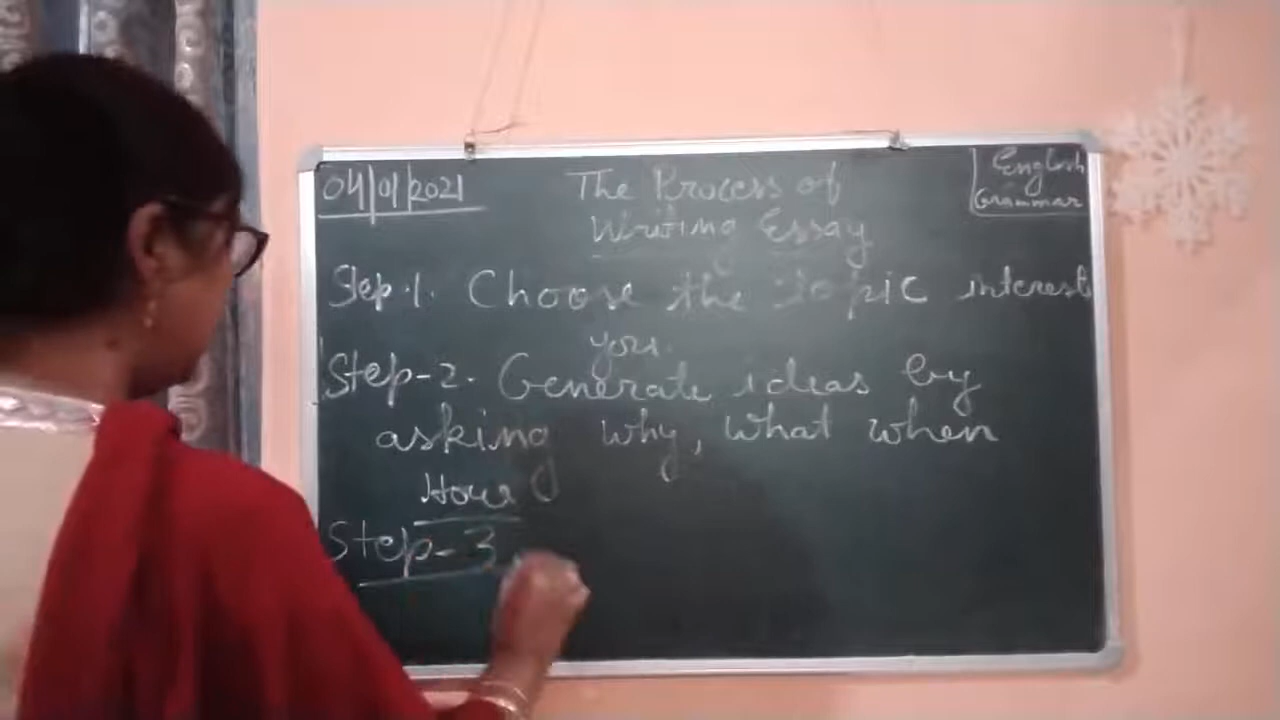 04/01/2021
The Process of
Writing Essay
English
Grammar
Step.1. Choose the Topic interests
you.
Step-2. Generate ideas by
asking why, what when
How
Step-3